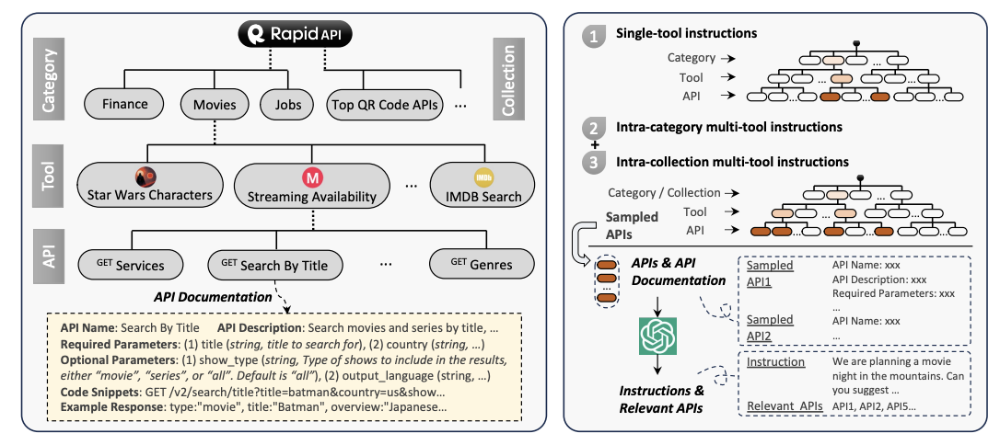 Rapid API
Category
Collection
Finance
Movies
Jobs
Top QR Code APIs
...
Tool
Star Wars Characters
M
Streaming Availability
...
IMDb
IMDB Search
API
GET Services
GET Search By Title
...
GET Genres
API Documentation
API Name: Search By Title API Description: Search movies and series by title, ...
Required Parameters: (1) title (string, title to search for), (2) country (string, ...)
Optional Parameters: (1) show_type (string, Type of shows to include in the results,
either “movie”, “series”, or “all”. Default is “all”), (2) output_language (string, ...)
Code Snippets: GET /v2/search/title?title=batman&country=us&show...
Example Response: type:"movie", title:"Batman", overview:"Japanese...
1 Single-tool instructions
Category
...
Tool
...
...
API
...
...
...
2 Intra-category multi-tool instructions
+
3 Intra-collection multi-tool instructions
Category / Collection
...
Tool
...
...
API
...
...
...
Sampled
APIs
...
APIs & API
Documentation
Sampled
API1
API Name: xxx
API Description: xxx
Required Parameters: xxx
...
Sampled
API2
API Name: xxx
...
Instructions &
Relevant APIs
Instruction
We are planning a movie
night in the mountains. Can
you suggest ...
Relevant APIs
API1, API2, API5...